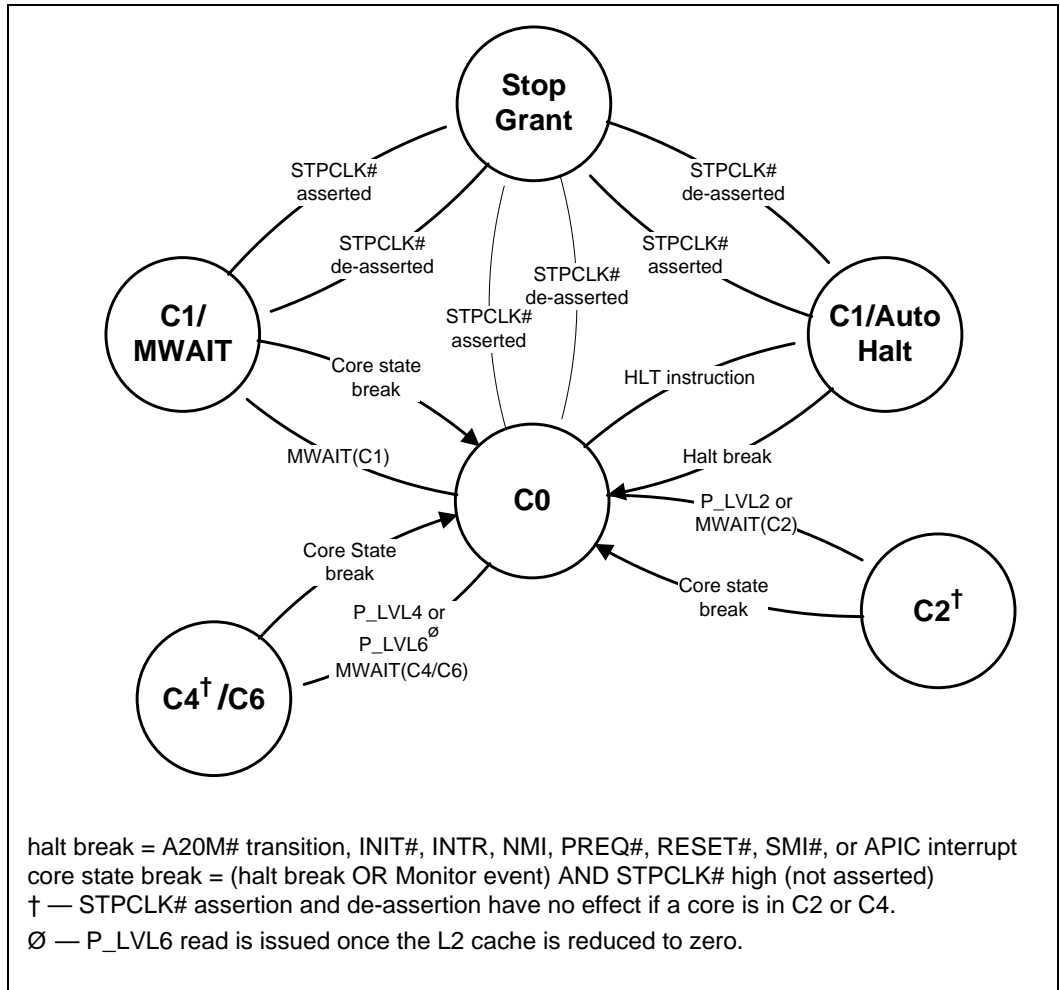 Stop
Grant
STPCLK#
asserted
STPCLK#
de-asserted
STPCLK#
de-asserted
STPCLK#
asserted
STPCLK#
de-asserted
STPCLK#
asserted
C1/
MWAIT
C1/Auto
Halt
Core state
break
HLT instruction
MWAIT(C1)
Halt break
C0
P_LVL2 or
MWAIT(C2)
Core State
break
Core state
break
C2†
P_LVL4 or
P_LVL6Ø
MWAIT(C4/C6)
C4† /C6
halt break = A20M# transition, INIT#, INTR, NMI, PREQ#, RESET#, SMI#, or APIC interrupt
core state break = (halt break OR Monitor event) AND STPCLK# high (not asserted)
† — STPCLK# assertion and de-assertion have no effect if a core is in C2 or C4.
Ø — P_LVL6 read is issued once the L2 cache is reduced to zero.